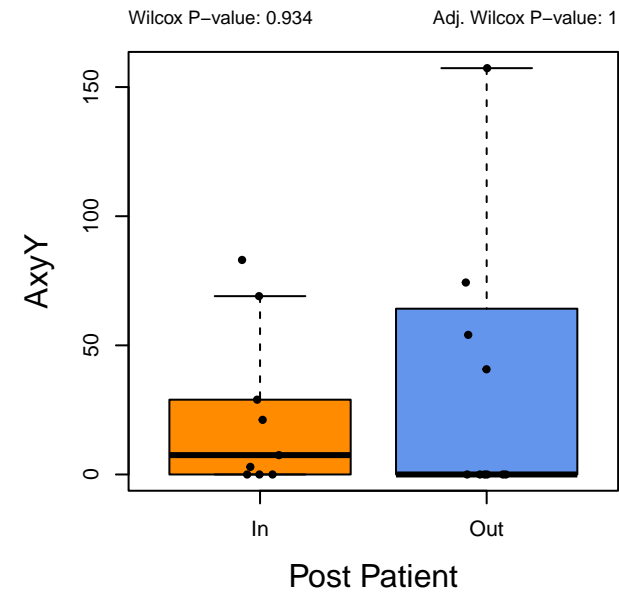 Wilcox P-value: 0.934
Adj. Wilcox P-value: 1
AxyY
150
100
50
0
In
Out
Post Patient